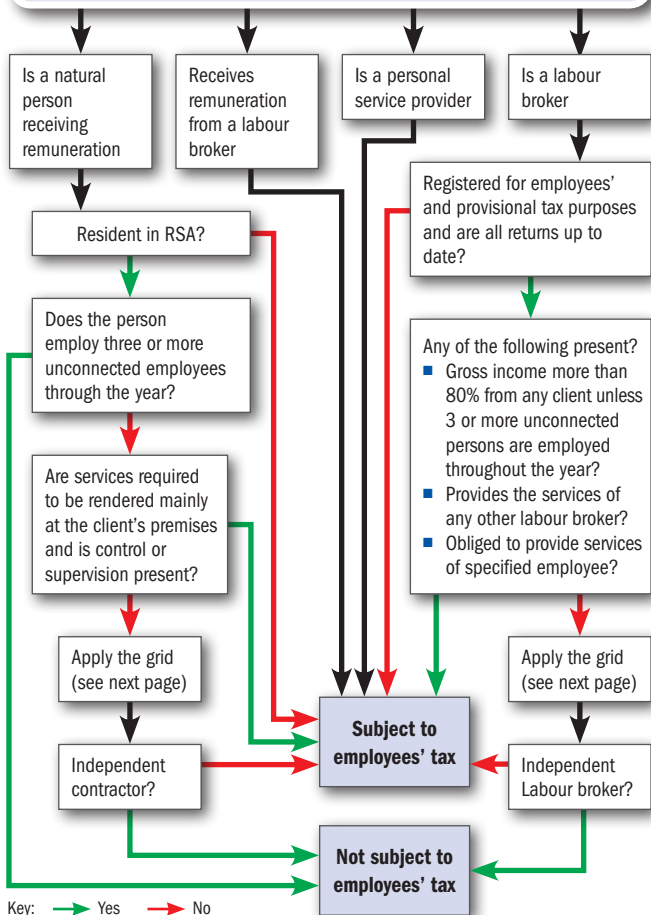 Is a natural
person
receiving
remuneration
Receives
remuneration
from a labour
broker
Is a personal
service provider
Is a labour
broker
Resident in RSA?
Registered for employees'
and provisional tax purposes
and are all returns up to
date?
Does the person
employ three or more
unconnected employees
through the year?
Any of the following present?
■ Gross income more than
80% from any client unless
3 or more unconnected
persons are employed
throughout the year?
■ Provides the services of
any other labour broker?
■ Obliged to provide services
of specified employee?
Are services required
to be rendered mainly
at the client's premises
and is control or
supervision present?
Apply the grid
(see next page)
Apply the grid
(see next page)
Subject to
employees' tax
Independent
contractor?
Independent
Labour broker?
Not subject to
employees' tax
Key: Yes No